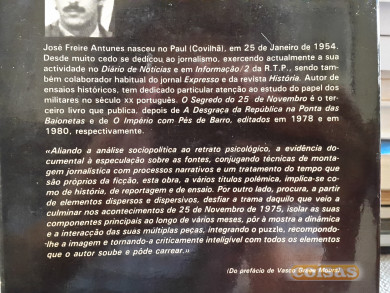 José Freire Antunes nasceu no Paul (Covilhã), em 25 de Janeiro de 1954.
Desde muito cedo se dedicou ao jornalismo, exercendo actualmente a sua
actividade no Diário de Notícias e em Informação/2 da R.T.P., sendo tam-
bém colaborador habitual do jornal Expresso e da revista História. Autor de
ensaios históricos, tem dedicado particular atenção ao estudo do papel dos
militares no século XX português. O Segredo do 25 de Novembro é o ter-
ceiro livro que publica, depois de A Desgraça da República na Ponta das
Baionetas e de O Império com Pés de Barro, editados em 1978 e em
1980, respectivamente.
«Aliando a análise sociopolítica ao retrato psicológico, a evidência do-
cumental à especulação sobre as fontes, conjugando técnicas de monta-
gem jornalística com processos narrativos e um tratamento do tempo que
são próprios da ficção, esta obra, a vários títulos polémica, implica-se co-
mo de história, de reportagem e de ensaio. Por outro lado, procura, a partir
de elementos dispersos e dispersivos, desfiar a trama daquilo que veio a
culminar nos acontecimentos de 25 de Novembro de 1975, isolar as suas
componentes principais ao longo de vários meses, pôr à mostra a dinâmica
e a interacção das suas múltiplas peças, integrando o puzzle, recompondo-
-lhe a imagem e tornando-a criticamente inteligível com todos os elementos
que o autor soube e pôde carrear.»
(Do prefácio de Vasco Graça Moura)
coisas